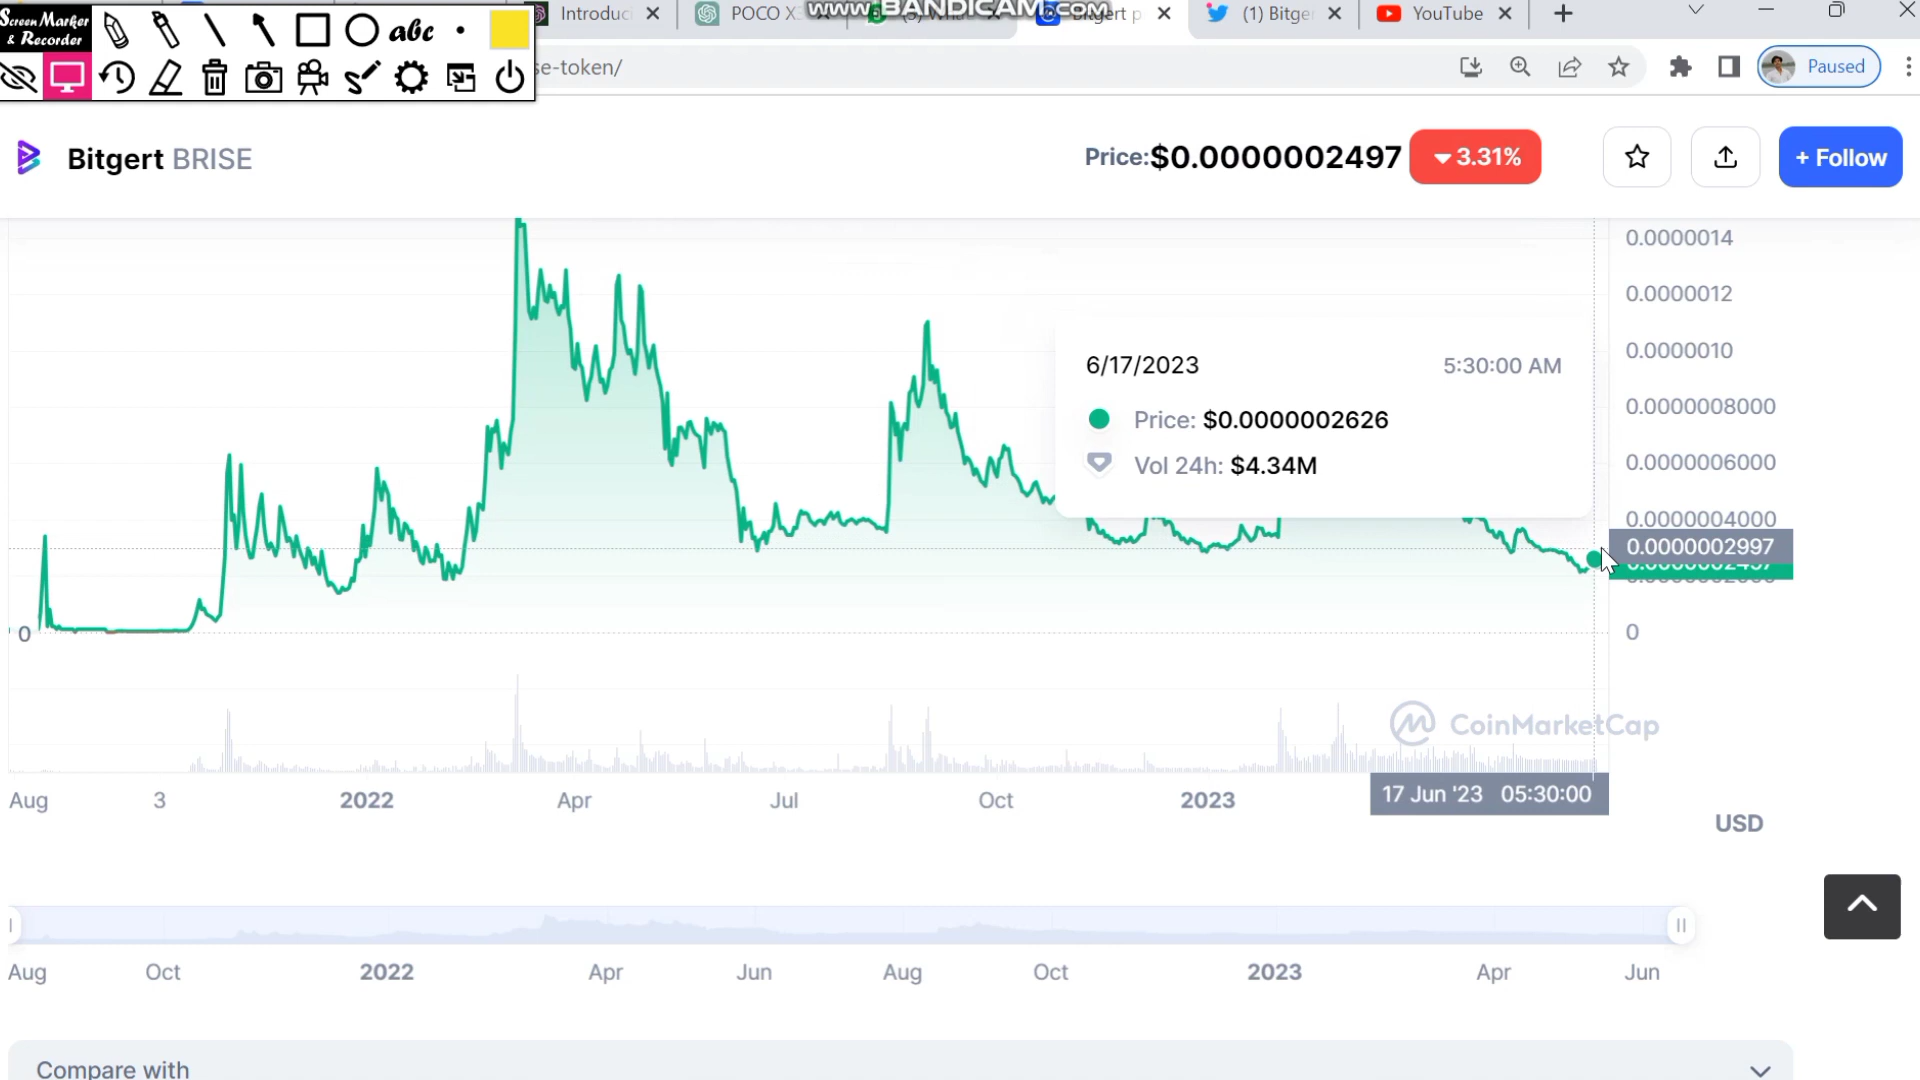 Screen Marker
& Recorder
abc
Introduc
POCO X
www.BANDICAM.com
Bitgert p
(1) Bitge
YouTube
se-token/
Paused
Bitgert BRISE
Price:$0.0000002497
3.31%
+ Follow
0.0000014
0.0000012
0.0000010
0.0000008000
0.0000006000
0.0000004000
0.0000002997
0
6/17/2023 5:30:00 AM
Price: $0.0000002626
Vol 24h: $4.34M
0
CoinMarketCap
Aug 3 2022 Apr Jul Oct 2023
17 Jun '23 05:30:00
USD
Aug Oct 2022 Apr Jun Aug Oct 2023 Apr Jun
Compare with